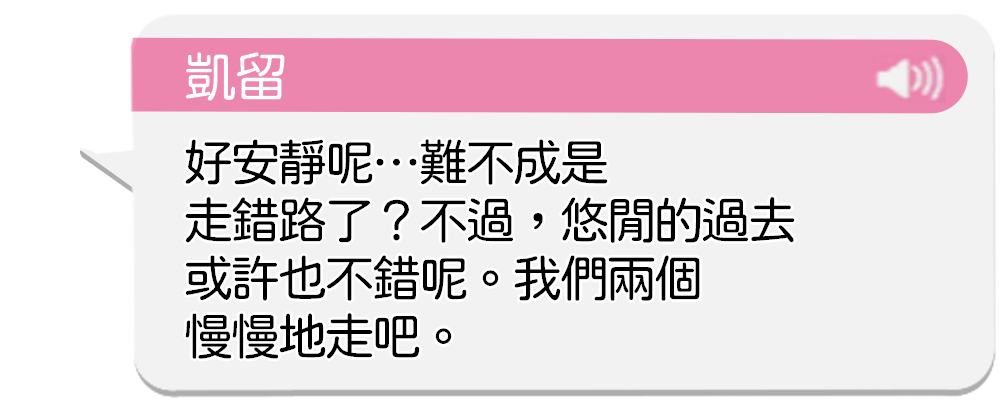 凱留
好安靜呢…難不成是
走錯路了？不過，悠閒的過去
或許也不錯呢。我們兩個
慢慢地走吧。